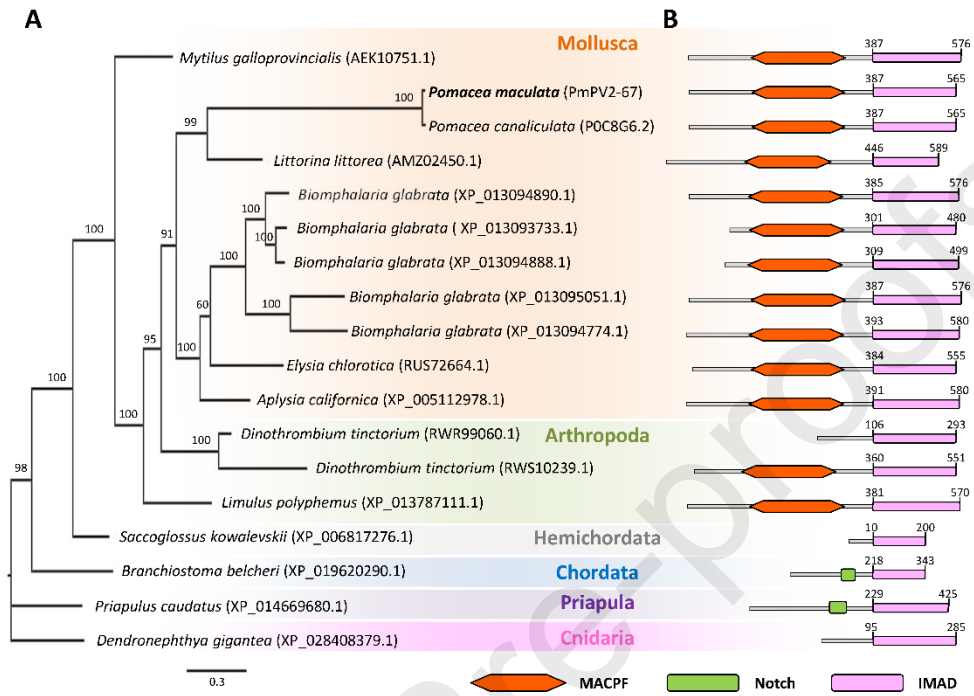 A
B
Mollusca
Mytilus galloprovincialis (AEK10751.1)
387 576
Pomacea maculata (PmPV2-67)
387 565
100
Pomacea canaliculata (P0C8G6.2)
387 565
99
Littorina littorea (AMZ02450.1)
446 589
Biomphalaria glabrata (XP_013094890.1)
385 576
100
Biomphalaria glabrata ( XP_013093733.1)
301 480
100
91
Biomphalaria glabrata (XP_013094888.1)
309 499
100
100
Biomphalaria glabrata (XP_013095051.1)
387 576
100
60
Biomphalaria glabrata (XP_013094774.1)
393 580
95
100
Elysia chlorotica (RUS72664.1)
384 555
100
Aplysia californica (XP_005112978.1)
391 580
100
Dinothrombium tinctorium (RWR99060.1)
Arthropoda
106 293
100
Dinothrombium tinctorium (RWS10239.1)
360 551
98
Limulus polyphemus (XP_013787111.1)
381 570
Saccoglossus kowalevskii (XP_006817276.1)
Hemichordata
10 200
Branchiostoma belcheri (XP_019620290.1)
Chordata
218 343
Priapulus caudatus (XP_014669680.1)
Priapula
229 425
Dendronephthya gigantea (XP_028408379.1)
Cnidaria
95 285
0.3
MACPF Notch IMAD
re-proofs